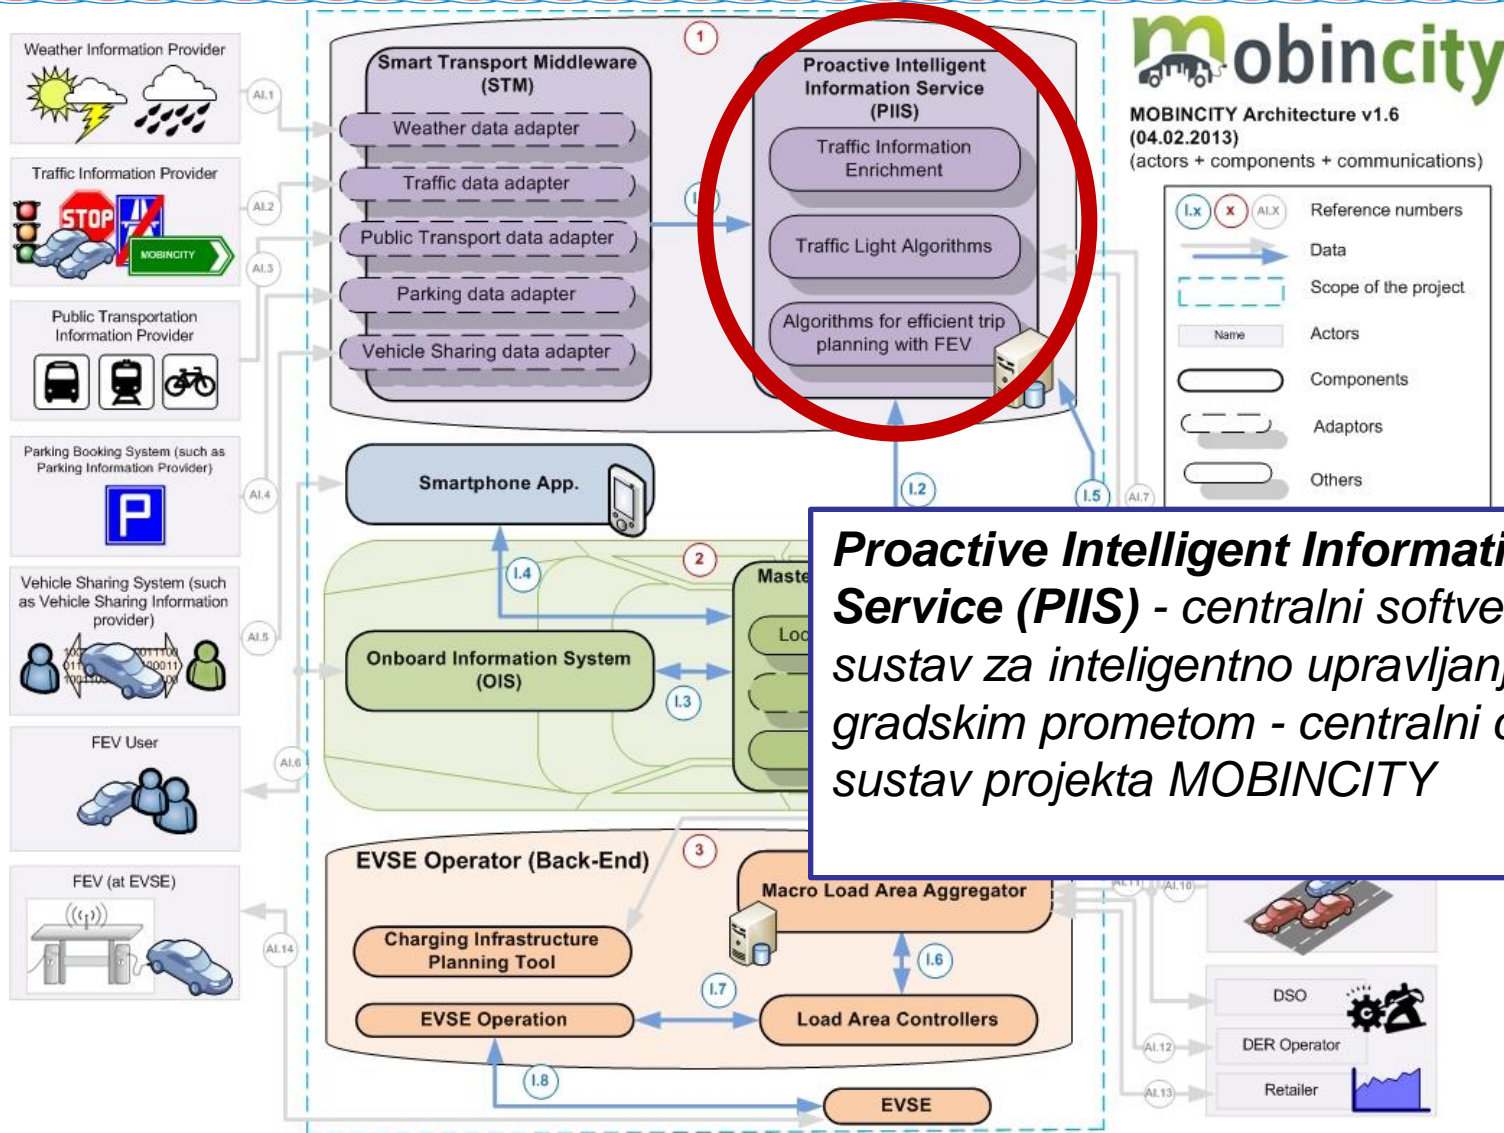 Weather Information Provider
Traffic Information Provider
STOP
MOBINCITY
Public Transportation
Information Provider
Parking Booking System (such as
Parking Information Provider)
P
Vehicle Sharing System (such
as Vehicle Sharing Information
provider)
FEV User
FEV (at EVSE)
AI.1
AI.2
AI.3
AI.4
AI.5
AI.6
AI.14
1
Smart Transport Middleware
(STM)
Weather data adapter
Traffic data adapter
Public Transport data adapter
Parking data adapter
Vehicle Sharing data adapter
Proactive Intelligent
Information Service
(PIIS)
Traffic Information
Enrichment
Traffic Light Algorithms
Algorithms for efficient trip
planning with FEV
mobincity
MOBINCITY Architecture v1.6
(04.02.2013)
(actors + components + communications)
I.x x AI.X Reference numbers
Data
Scope of the project
Name Actors
Components
Adaptors
Others
Smartphone App.
I.2
I.5
AI.7
I.4
2
Onboard Information System
(OIS)
I.3
Proactive Intelligent
Service (PIIS) - centralni
sustav za inteligentno
gradskim prometom - centralni
sustav projekta MOBINCITY
EVSE Operator (Back-End)
3
Macro Load Area Aggregator
Charging Infrastructure
Planning Tool
I.6
I.7
EVSE Operation
Load Area Controllers
I.8
EVSE
AI.11
AI.10
AI.12
AI.13
DSO
DER Operator
Retailer